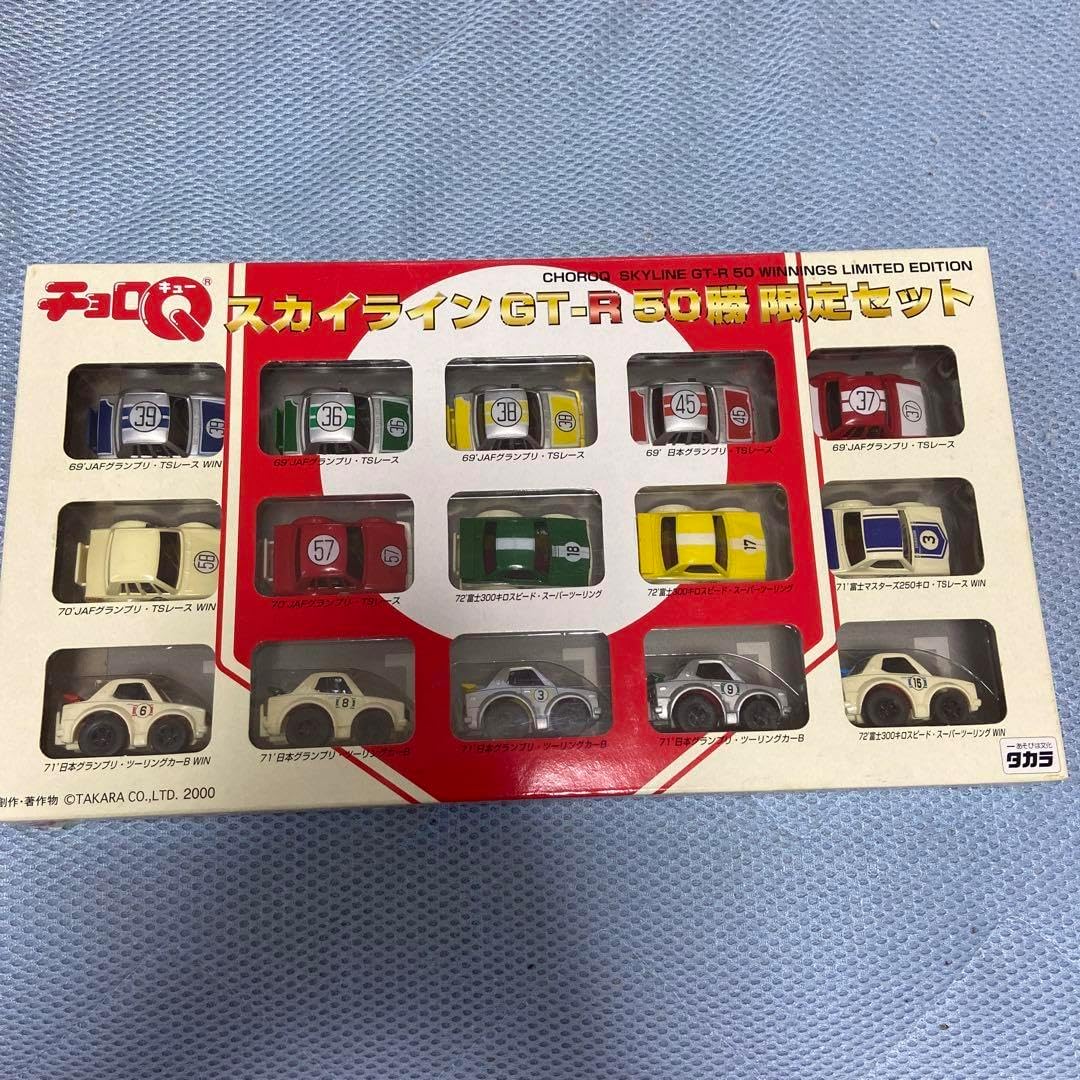 CHOROQ SKYLINE GT-R 50 WINNINGS LIMITED EDITION
チョロQ®
キュー
スカイラインGT-R 50勝 限定セット
39 39
36 36
38 38
45 45
37 37
69'JAFグランプリ・TSレース WIN
69'JAFグランプリ・TSレース
69'JAFグランプリ・TSレース
69' 日本グランプリ・TSレース
69'JAFグランプリ・TSレース
58
57 57
18
17
3
70'JAFグランプリ・TSレース WIN
70'JAFグランプリ・TSレース
72'富士300キロスピード・スーパーツーリング
72'富士300キロスピード・スーパーツーリング
71'富士マスターズ250キロ・TSレース WIN
6
8
3
9
15
71'日本グランプリ・ツーリングカーB WIN
71'日本グランプリ・ツーリングカーB
71'日本グランプリ・ツーリングカーB
71'日本グランプリ・ツーリングカーB
72'富士300キロスピード・スーパーツーリング WIN
あそびは文化
タカラ
創作・著作物 ©TAKARA CO.,LTD. 2000